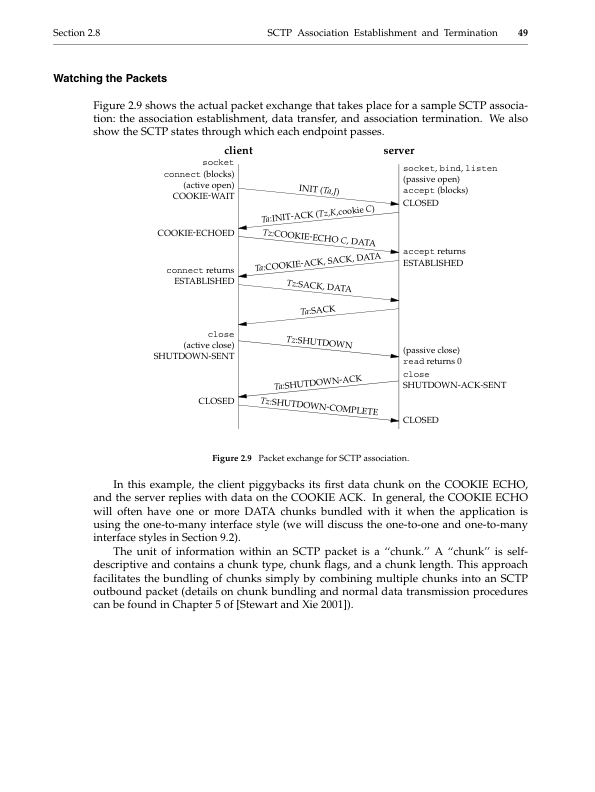 Section 2.8 SCTP Association Establishment and Termination 49
Watching the Packets
Figure 2.9 shows the actual packet exchange that takes place for a sample SCTP associa-
tion: the association establishment, data transfer, and association termination. We also
show the SCTP states through which each endpoint passes.
client server
socket
connect (blocks)
(active open)
COOKIE-WAIT
socket, bind, listen
(passive open)
accept (blocks)
CLOSED
INIT (Ta,J)
Ta:INIT-ACK (Tz,K,cookie C)
COOKIE-ECHOED
Tz:COOKIE-ECHO C, DATA
accept returns
ESTABLISHED
Ta:COOKIE-ACK, SACK, DATA
connect returns
ESTABLISHED
Tz:SACK, DATA
Ta:SACK
close
(active close)
SHUTDOWN-SENT
Tz:SHUTDOWN
(passive close)
read returns 0
close
SHUTDOWN-ACK-SENT
Ta:SHUTDOWN-ACK
CLOSED
Tz:SHUTDOWN-COMPLETE
CLOSED
Figure 2.9 Packet exchange for SCTP association.
In this example, the client piggybacks its first data chunk on the COOKIE ECHO,
and the server replies with data on the COOKIE ACK. In general, the COOKIE ECHO
will often have one or more DATA chunks bundled with it when the application is
using the one-to-many interface style (we will discuss the one-to-one and one-to-many
interface styles in Section 9.2).
The unit of information within an SCTP packet is a ‘‘chunk.’’ A ‘‘chunk’’ is self-
descriptive and contains a chunk type, chunk flags, and a chunk length. This approach
facilitates the bundling of chunks simply by combining multiple chunks into an SCTP
outbound packet (details on chunk bundling and normal data transmission procedures
can be found in Chapter 5 of [Stewart and Xie 2001]).